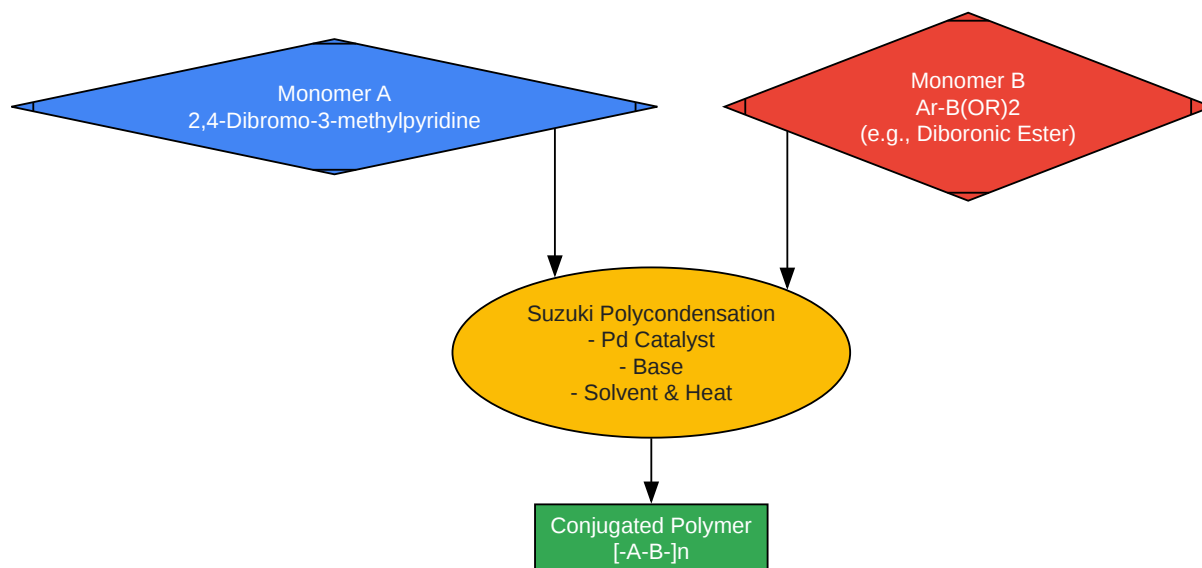 Monomer A
2,4-Dibromo-3-methylpyridine
Monomer B
Ar-B(OR)2
(e.g., Diboronic Ester)
Suzuki Polycondensation
- Pd Catalyst
- Base
- Solvent & Heat
Conjugated Polymer
[-A-B-]n